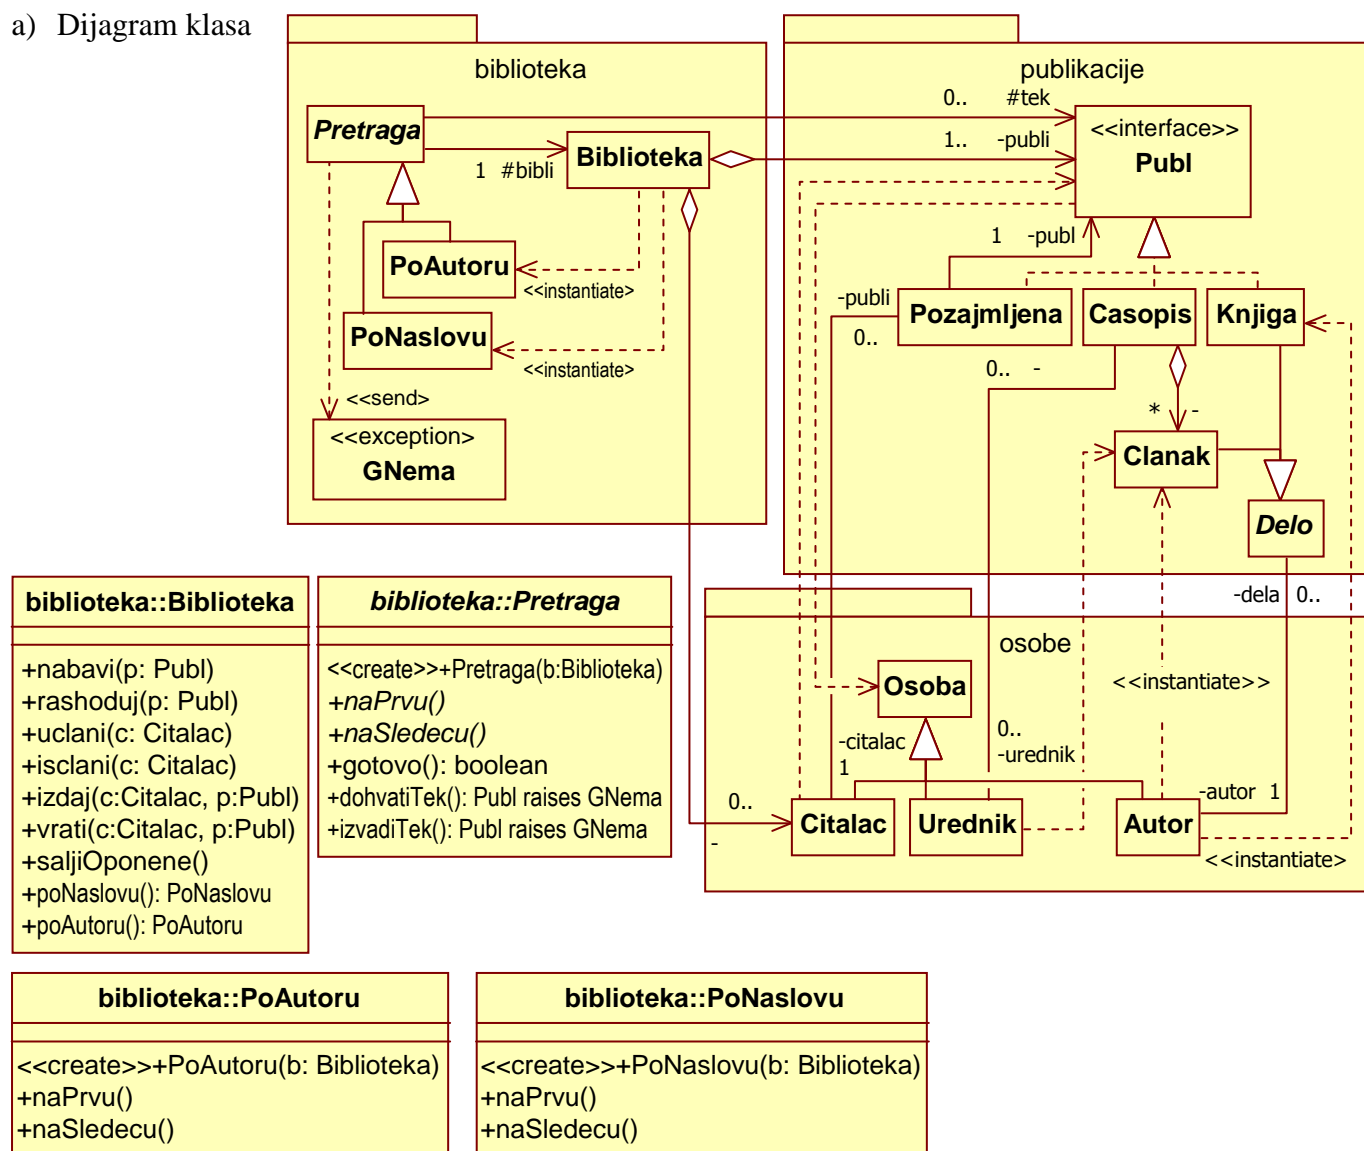 a) Dijagram klasa
biblioteka
publikacije
Pretraga
0.. #tek
<<interface>>
Publ
Biblioteka
1 #bibli
1.. -publi
1 -publ
PoAutoru
<<instantiate>
-publi
0..
Pozajmljena
Casopis
Knjiga
PoNaslovu
<<instantiate>
0.. -
<<send>
* -
<<exception>
GNema
Clanak
Delo
-dela 0..
osobe
Osoba
<<instantiate>>
-citalac
1
0..
-urednik
-autor 1
0..
-
Citalac
Urednik
Autor
<<instantiate>
biblioteka::Biblioteka
+nabavi(p: Publ)
+rashoduj(p: Publ)
+uclani(c: Citalac)
+isclani(c: Citalac)
+izdaj(c:Citalac, p:Publ)
+vrati(c:Citalac, p:Publ)
+saljiOponene()
+poNaslovu(): PoNaslovu
+poAutoru(): PoAutoru
biblioteka::Pretraga
<<create>>+Pretraga(b:Biblioteka)
+naPrvu()
+naSledecu()
+gotovo(): boolean
+dohvatiTek(): Publ raises GNema
+izvadiTek(): Publ raises GNema
biblioteka::PoAutoru
<<create>>+PoAutoru(b: Biblioteka)
+naPrvu()
+naSledecu()
biblioteka::PoNaslovu
<<create>>+PoNaslovu(b: Biblioteka)
+naPrvu()
+naSledecu()